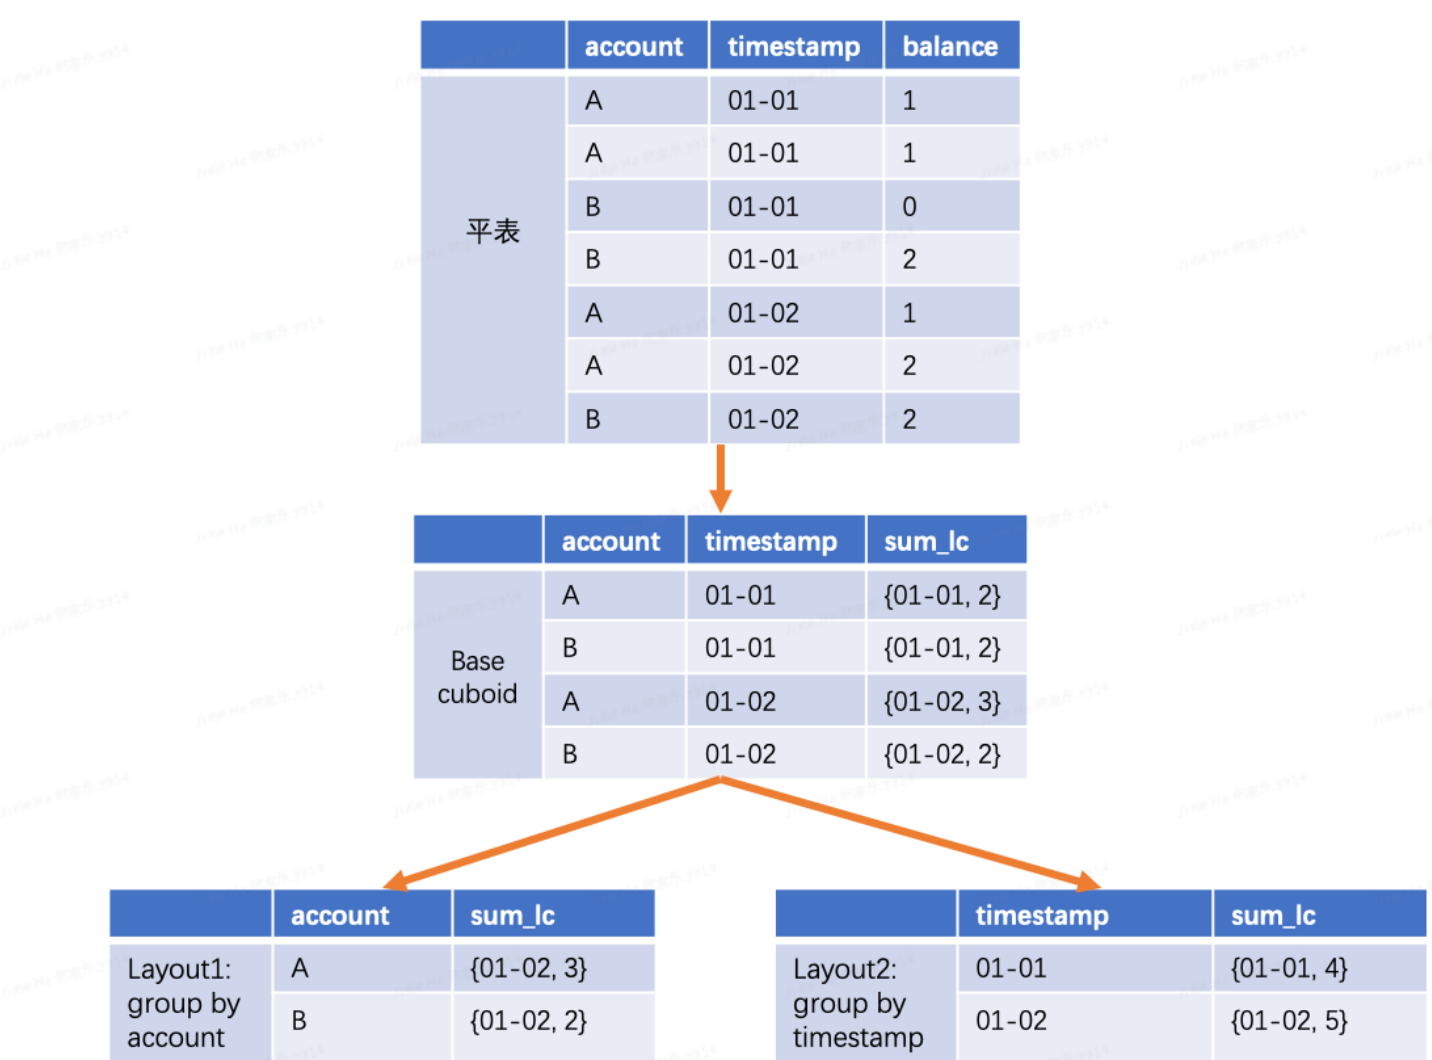 account timestamp balance
平表
A 01-01 1
A 01-01 1
B 01-01 0
B 01-01 2
A 01-02 1
A 01-02 2
B 01-02 2
account timestamp sum_lc
Base
cuboid
A 01-01 {01-01, 2}
B 01-01 {01-01, 2}
A 01-02 {01-02, 3}
B 01-02 {01-02, 2}
account sum_lc
Layout1:
group by
account
A {01-02, 3}
B {01-02, 2}
timestamp sum_lc
Layout2:
group by
timestamp
01-01 {01-01, 4}
01-02 {01-02, 5}